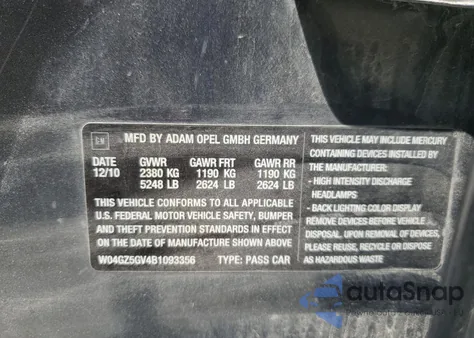 GM
MFD BY ADAM OPEL GMBH GERMANY
DATE GVWR GAWR FRT GAWR RR
12/10 2380 KG 1190 KG 1190 KG
5248 LB 2624 LB 2624 LB
THIS VEHICLE CONFORMS TO ALL APPLICABLE
U.S. FEDERAL MOTOR VEHICLE SAFETY, BUMPER
AND THEFT PREVENTION STANDARDS IN EFFECT
ON THE DATE OF MANUFACTURE SHOWN ABOVE.
W04GZ5GV4B1093356 TYPE: PASS CAR
THIS VEHICLE MAY INCLUDE MERCURY
CONTAINING DEVICES INSTALLED BY
THE MANUFACTURER:
- HIGH INTENSITY DISCHARGE
HEADLAMPS
- BACK LIGHTING COLOR DISPLAY
REMOVE DEVICES BEFORE VEHICLE
DISPOSAL. UPON REMOVAL OF DEVICES
PLEASE REUSE, RECYCLE OR DISPOSE
AS HAZARDOUS WASTE
autoSnap